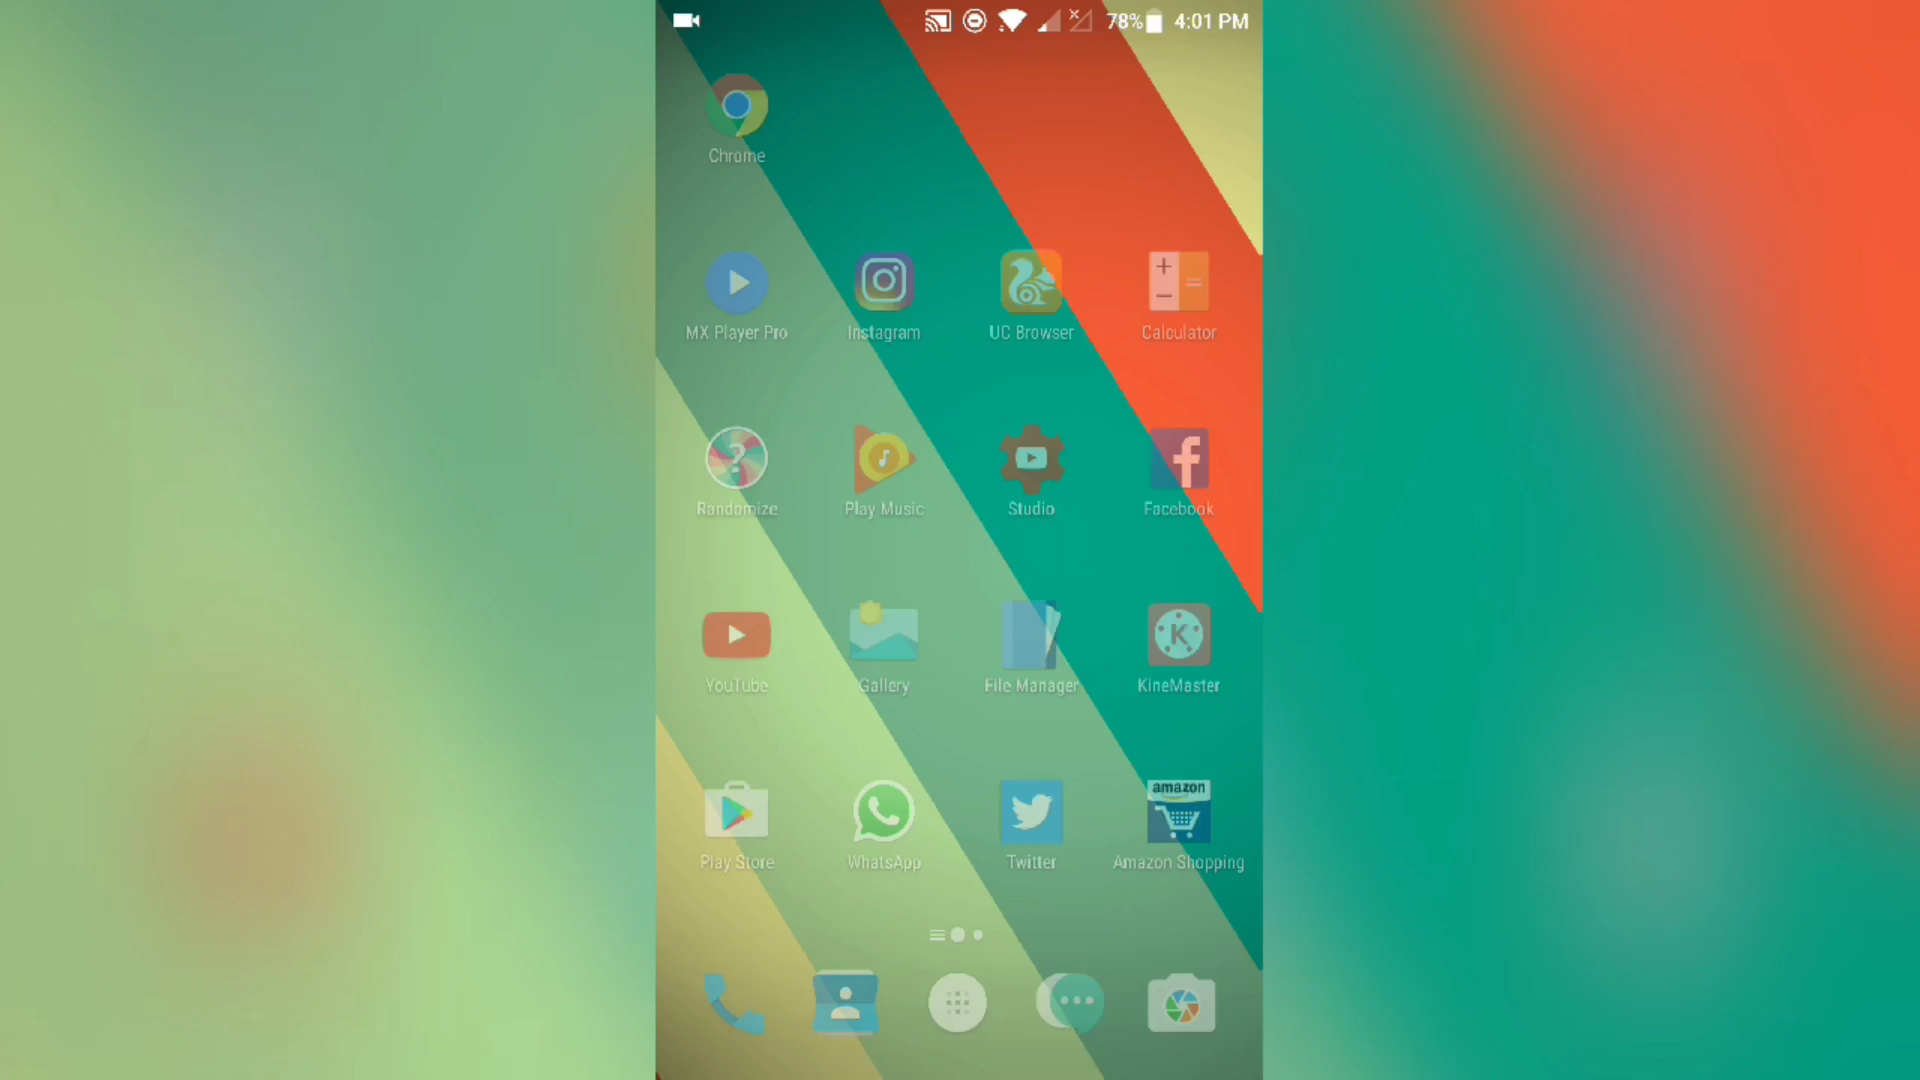 78% 4:01 PM
Chrome
MX Player Pro Instagram UC Browser Calculator
Randomize Play Music Studio Facebook
YouTube Gallery File Manager KineMaster
amazon
Play Store WhatsApp Twitter Amazon Shopping